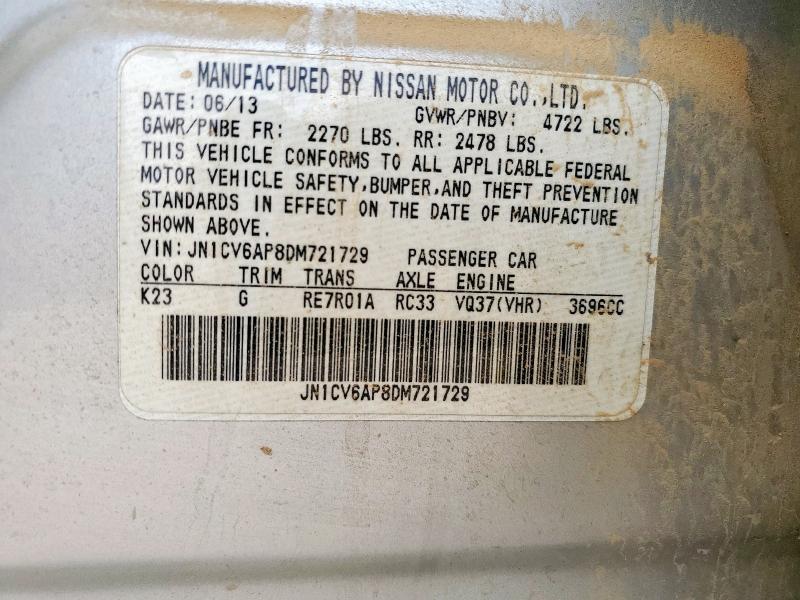 MANUFACTURED BY NISSAN MOTOR CO.,LTD.
DATE: 06/13 GVWR/PNBV: 4722 LBS.
GAWR/PNBE FR: 2270 LBS. RR: 2478 LBS.
THIS VEHICLE CONFORMS TO ALL APPLICABLE FEDERAL
MOTOR VEHICLE SAFETY,BUMPER,AND THEFT PREVENTION
STANDARDS IN EFFECT ON THE DATE OF MANUFACTURE
SHOWN ABOVE.
VIN: JN1CV6AP8DM721729 PASSENGER CAR
COLOR TRIM TRANS AXLE ENGINE
K23 G RE7R01A RC33 VQ37(VHR) 3696CC
JN1CV6AP8DM721729